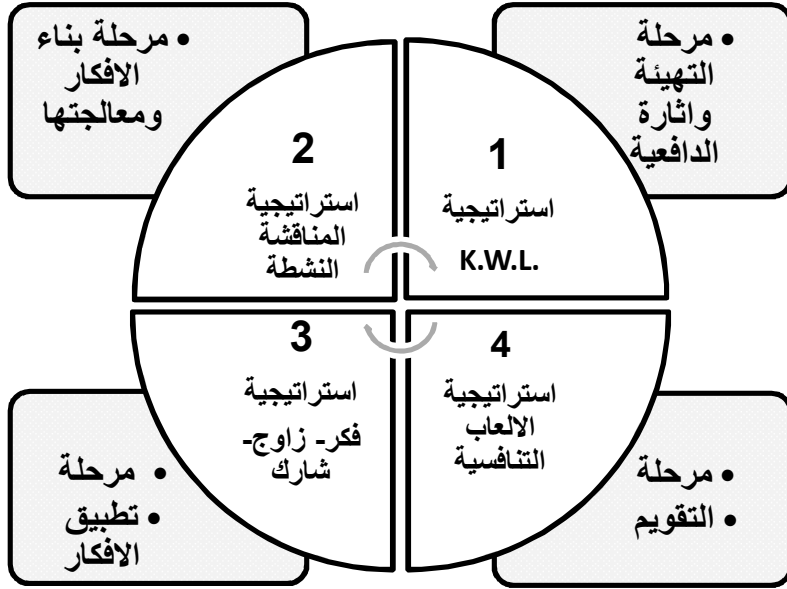 • مرحلة
التهيئة
واثارة
الدافعية
1
استراتيجية
K.W.L.
• مرحلة بناء
الافكار
ومعالجتها
2
استراتيجية
المناقشة
النشطة
3
استراتيجية
فكر- زاوج-
شارك
• مرحلة
• تطبيق
الافكار
4
استراتيجية
الالعاب
التنافسية
• مرحلة
• التقويم